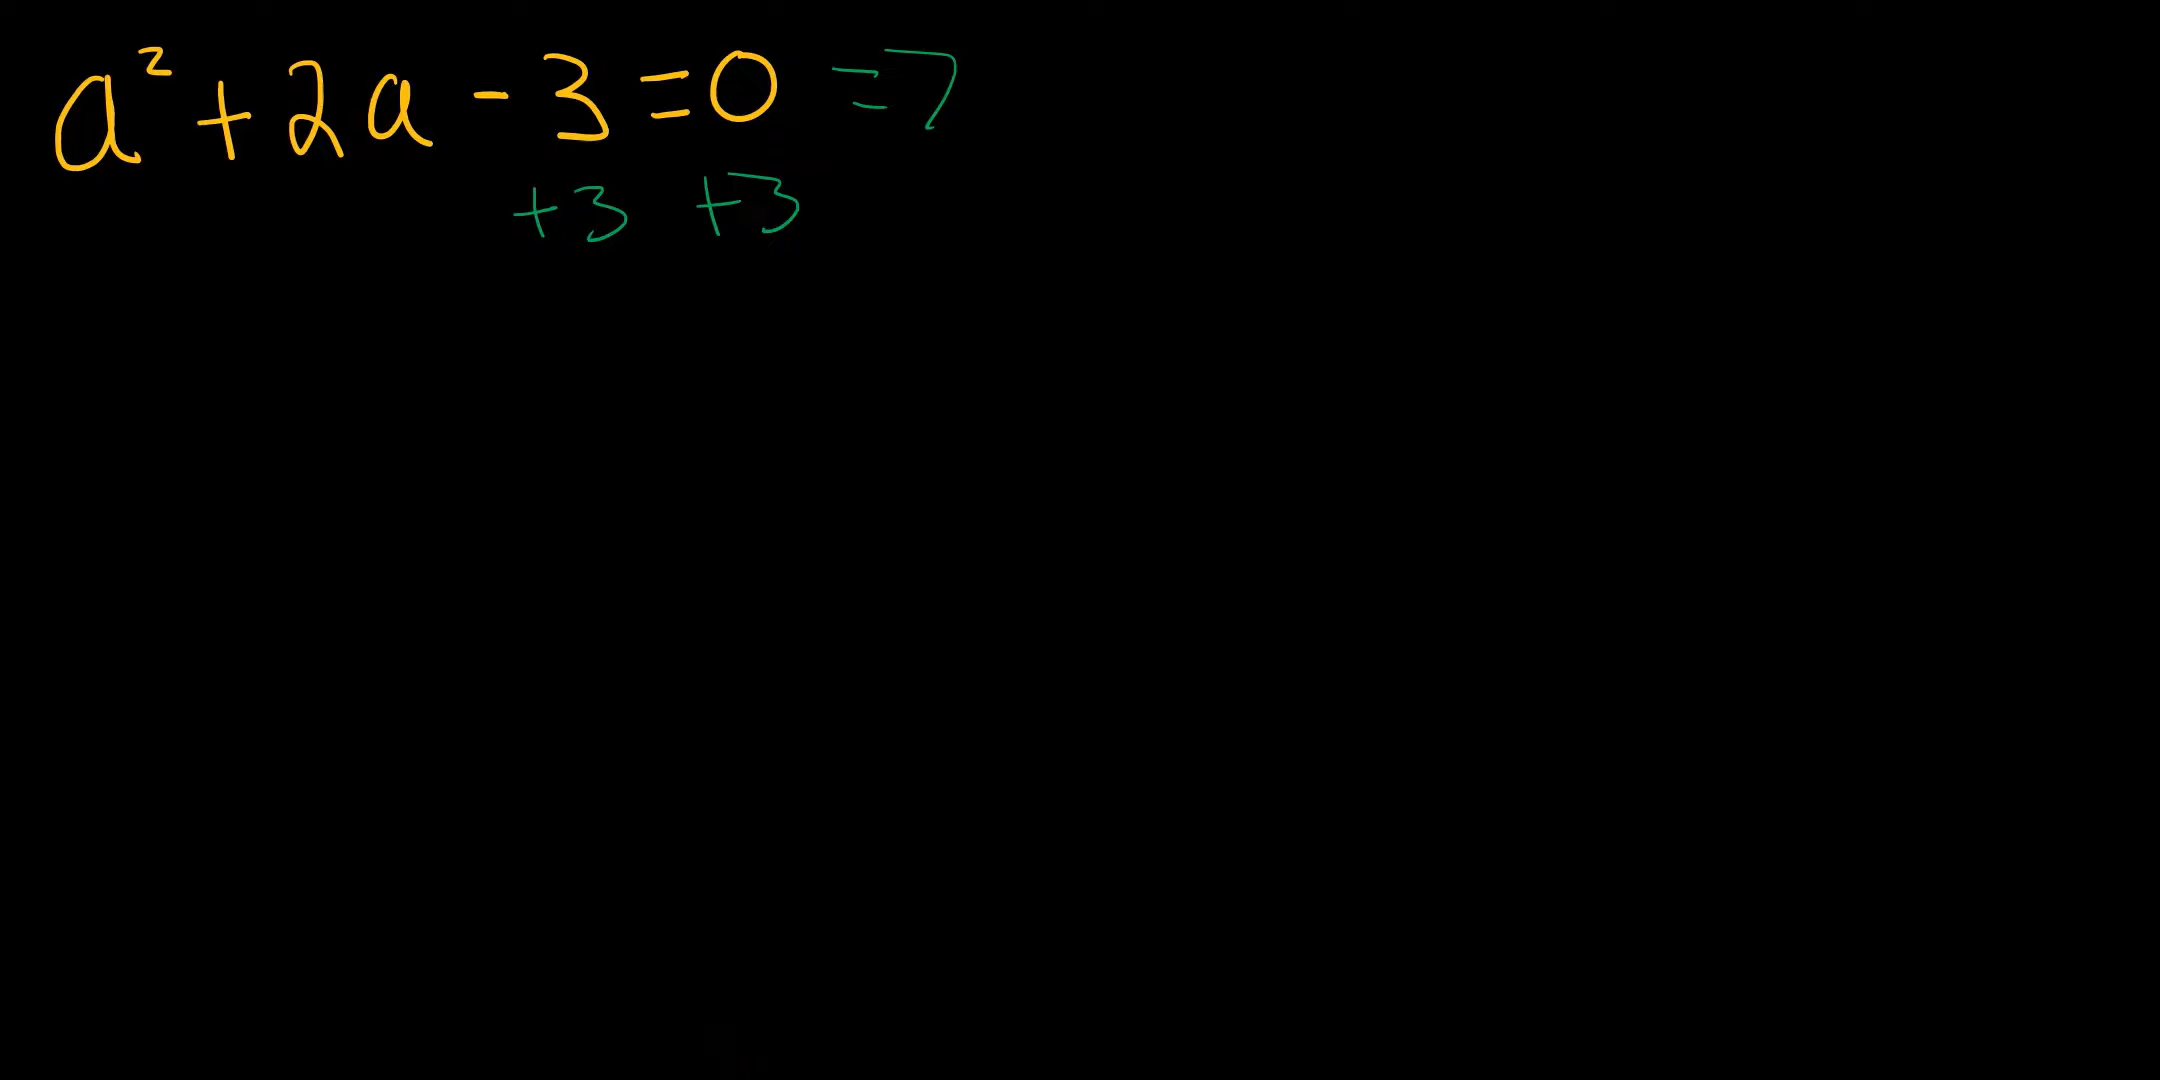 a² + 2a - 3 = 0 = 7
+3 +3